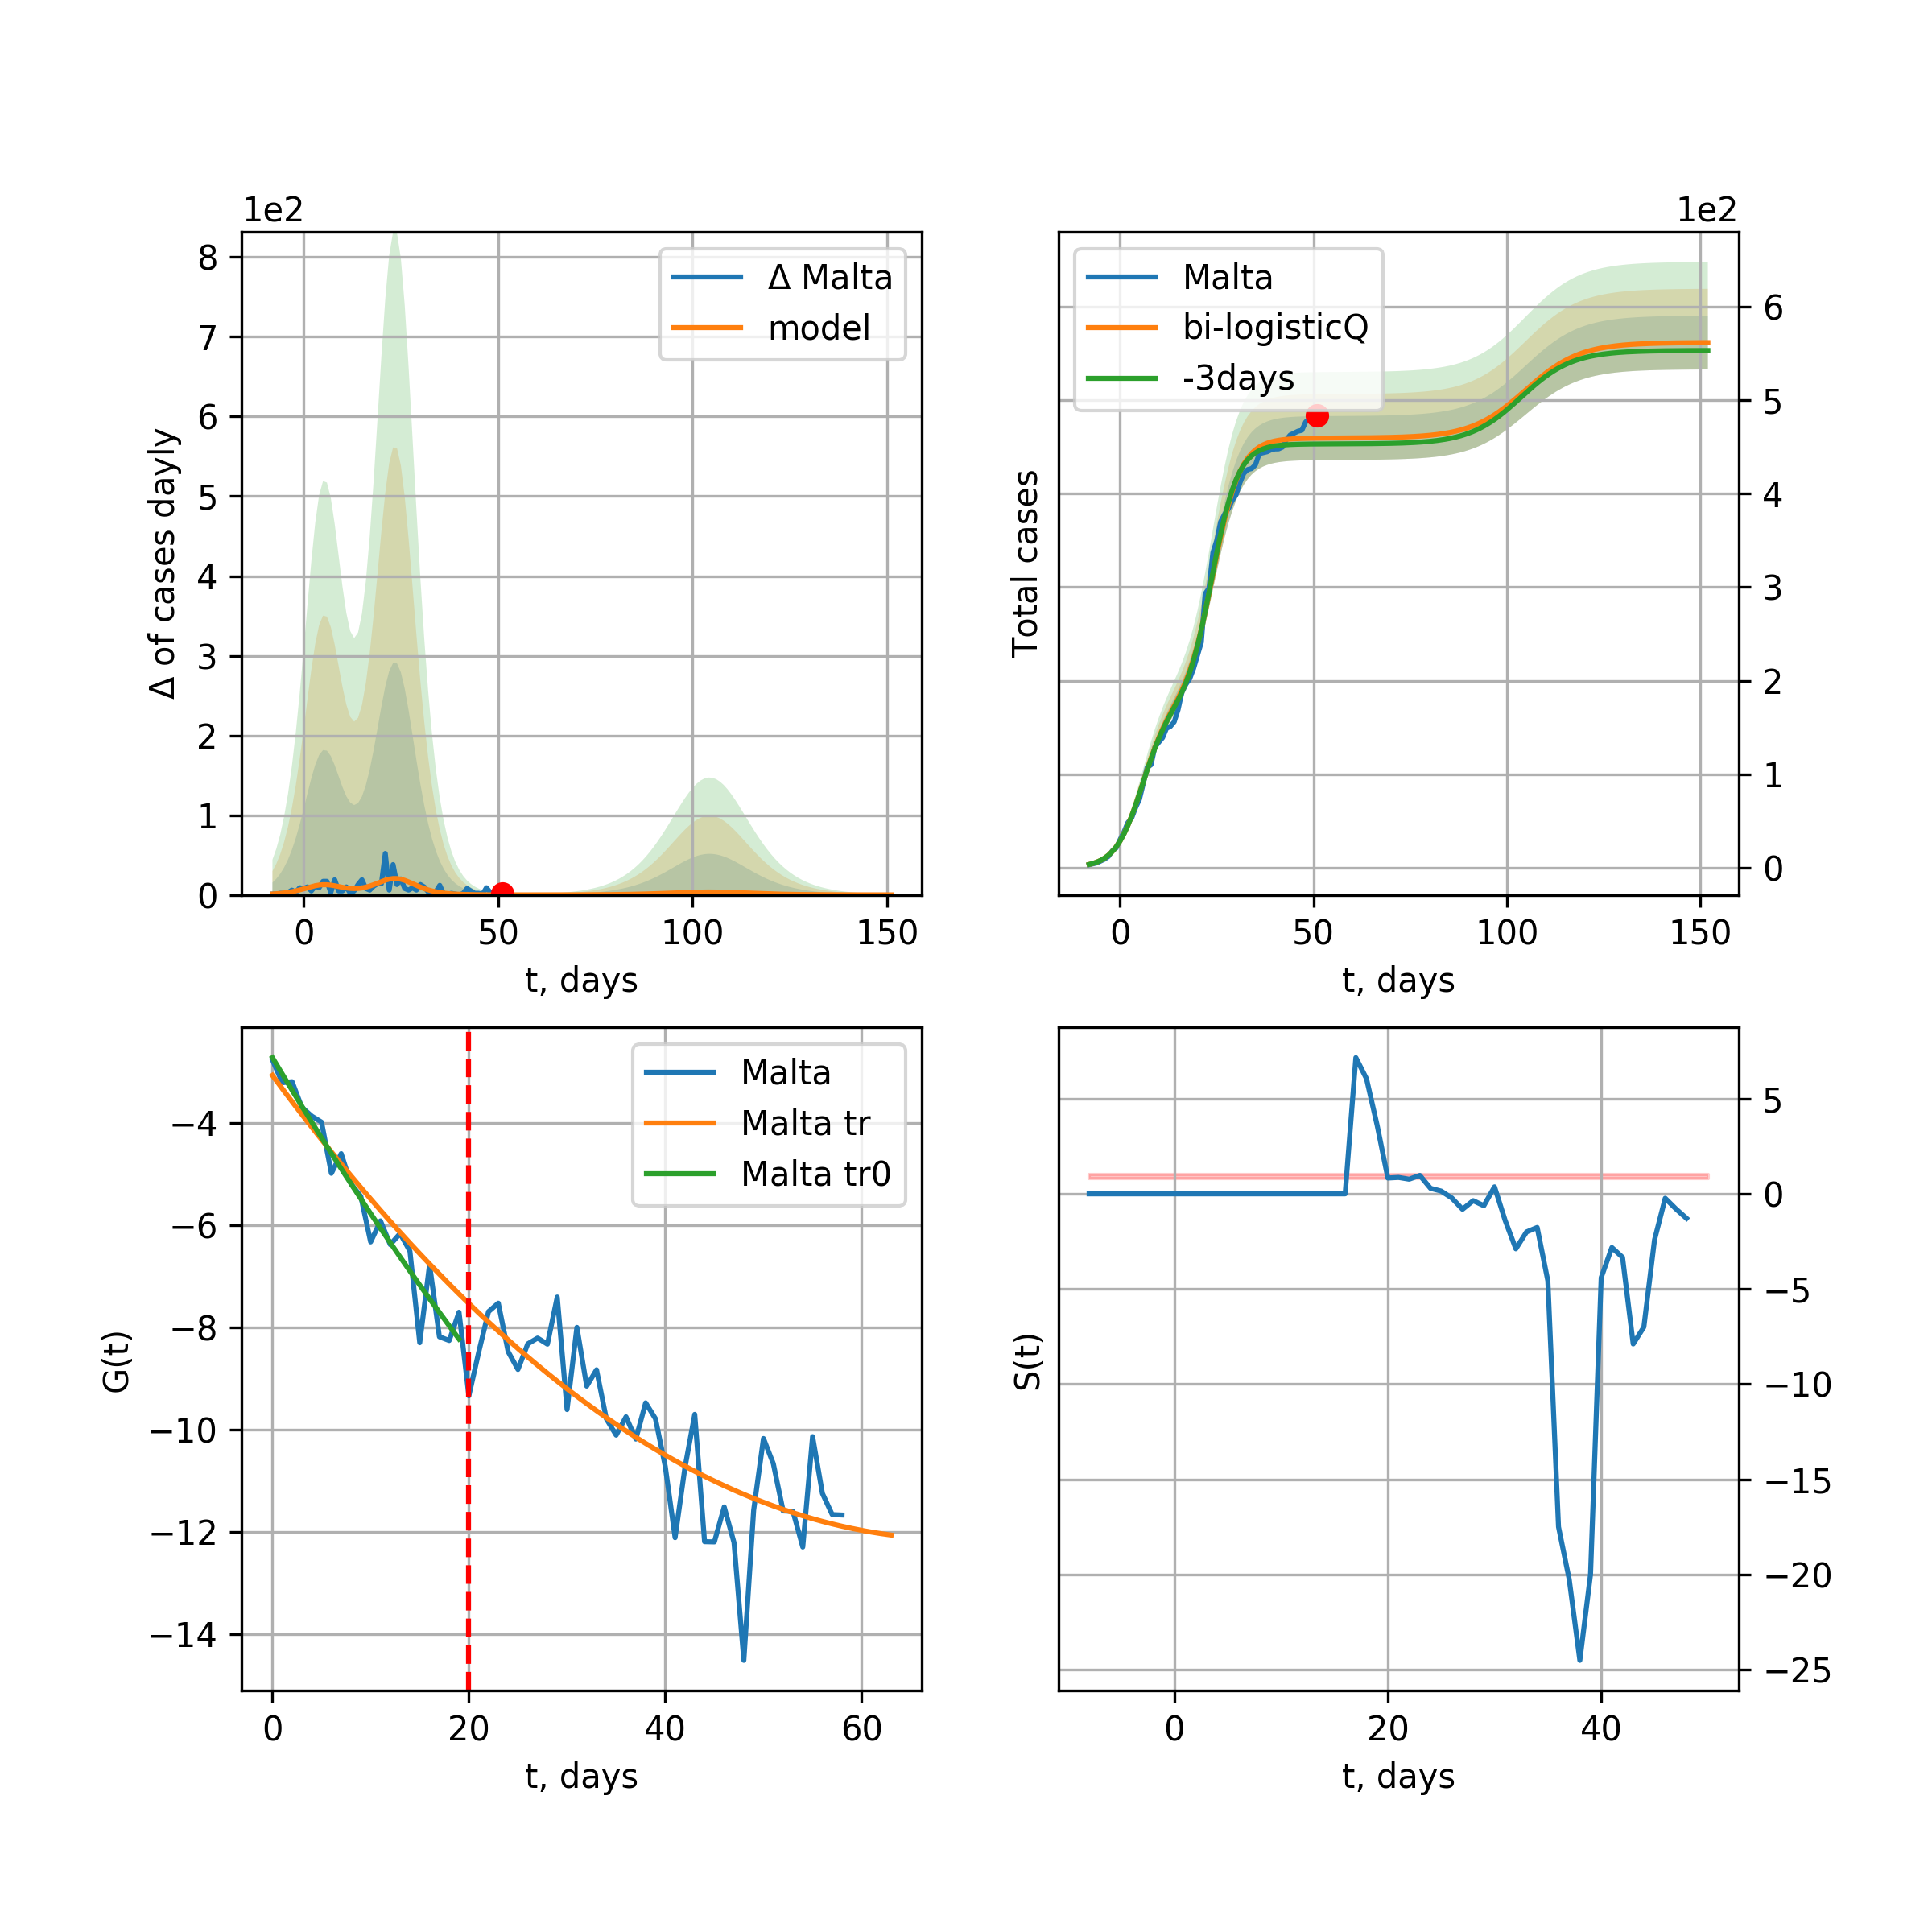 1e2
8
7
6
5
4
3
2
1
0
Δ of cases dayly
Δ Malta
model
0
50
100
150
t, days
1e2
Malta
bi-logisticQ
-3days
Total cases
6
5
4
3
2
1
0
0
50
100
150
t, days
Malta
Malta tr
Malta tr0
−4
−6
−8
−10
−12
−14
G(t)
0
20
40
60
t, days
S(t)
5
0
−5
−10
−15
−20
−25
0
20
40
t, days